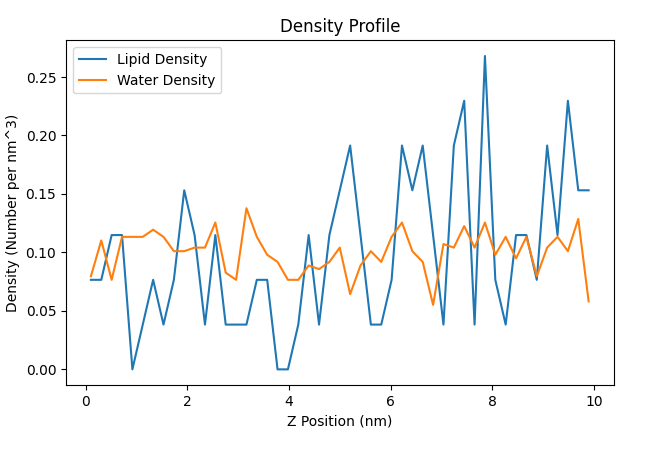 Density Profile
Lipid Density
Water Density
0.25
0.20
0.15
0.10
0.05
0.00
Density (Number per nm^3)
0 2 4 6 8 10
Z Position (nm)